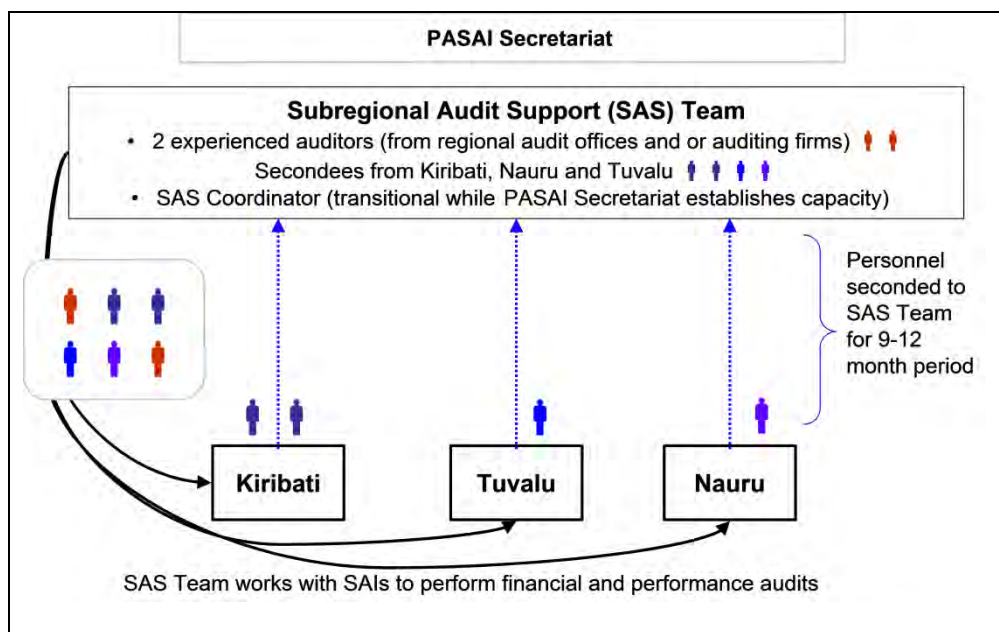 PASAI Secretariat
Subregional Audit Support (SAS) Team
• 2 experienced auditors (from regional audit offices and or auditing firms)
Secondees from Kiribati, Nauru and Tuvalu
• SAS Coordinator (transitional while PASAI Secretariat establishes capacity)
Personnel
seconded to
SAS Team
for 9-12
month period
Kiribati
Tuvalu
Nauru
SAS Team works with SAIs to perform financial and performance audits